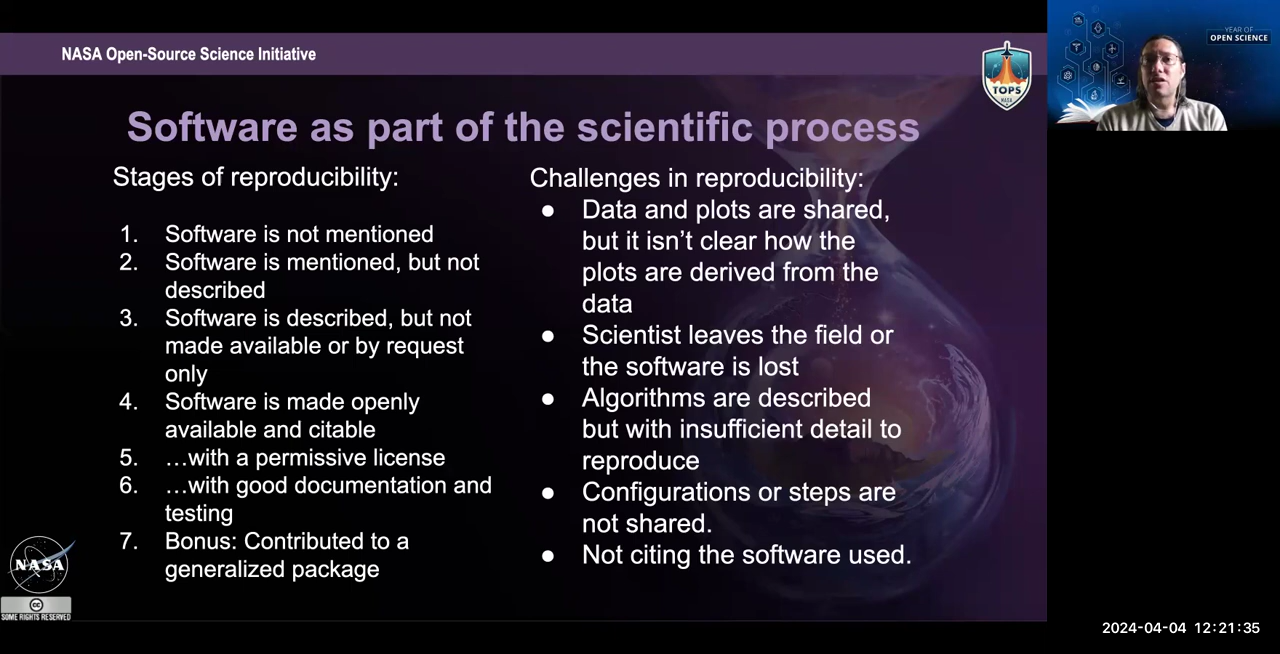 NASA Open-Source Science Initiative
TOPS
NASA
YEAR OF
OPEN SCIENCE
Software as part of the scientific process
Stages of reproducibility:
1. Software is not mentioned
2. Software is mentioned, but not
described
3. Software is described, but not
made available or by request
only
4. Software is made openly
available and citable
5. …with a permissive license
6. …with good documentation and
testing
7. Bonus: Contributed to a
generalized package
Challenges in reproducibility:
● Data and plots are shared,
but it isn’t clear how the
plots are derived from the
data
● Scientist leaves the field or
the software is lost
● Algorithms are described
but with insufficient detail to
reproduce
● Configurations or steps are
not shared.
● Not citing the software used.
NASA
cc
SOME RIGHTS RESERVED
2024-04-04 12:21:35